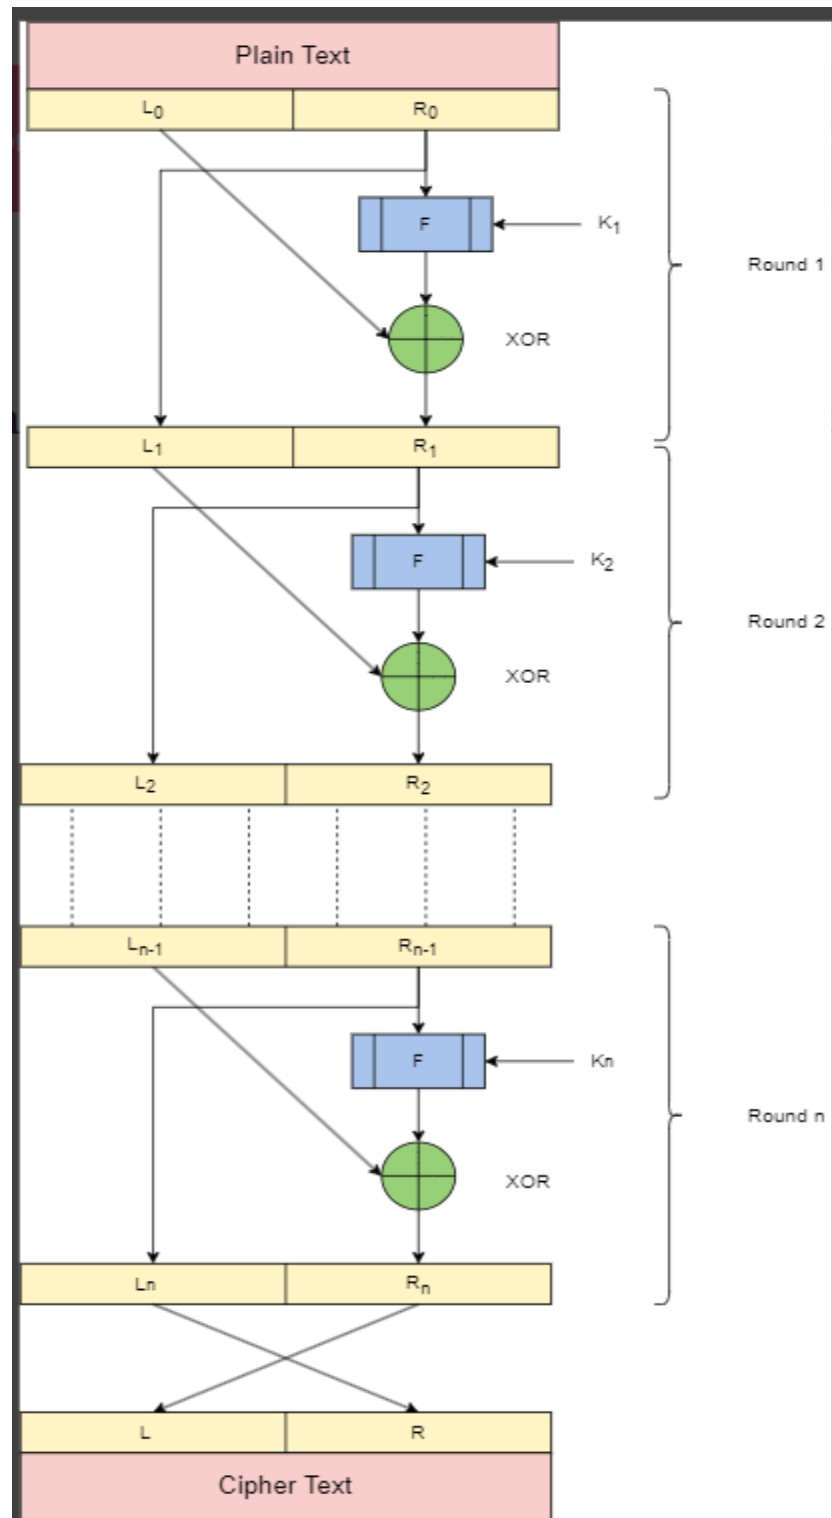 Plain Text
L0 R0
F K1
Round 1
XOR
L1 R1
F K2
Round 2
XOR
L2 R2
Ln-1 Rn-1
F Kn
Round n
XOR
Ln Rn
L R
Cipher Text